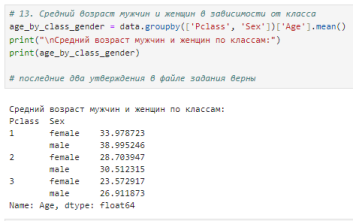 # 13. Средний возраст мужчин и женщин в зависимости от класса
age_by_class_gender = data.groupby(['Pclass', 'Sex'])['Age'].mean()
print("\nСредний возраст мужчин и женщин по классам:")
print(age_by_class_gender)
# последние два утверждения в файле задания верны
Средний возраст мужчин и женщин по классам:
Pclass  Sex
1       female    33.978723
        male      38.995246
2       female    28.703947
        male      30.512315
3       female    23.572917
        male      26.911873
Name: Age, dtype: float64